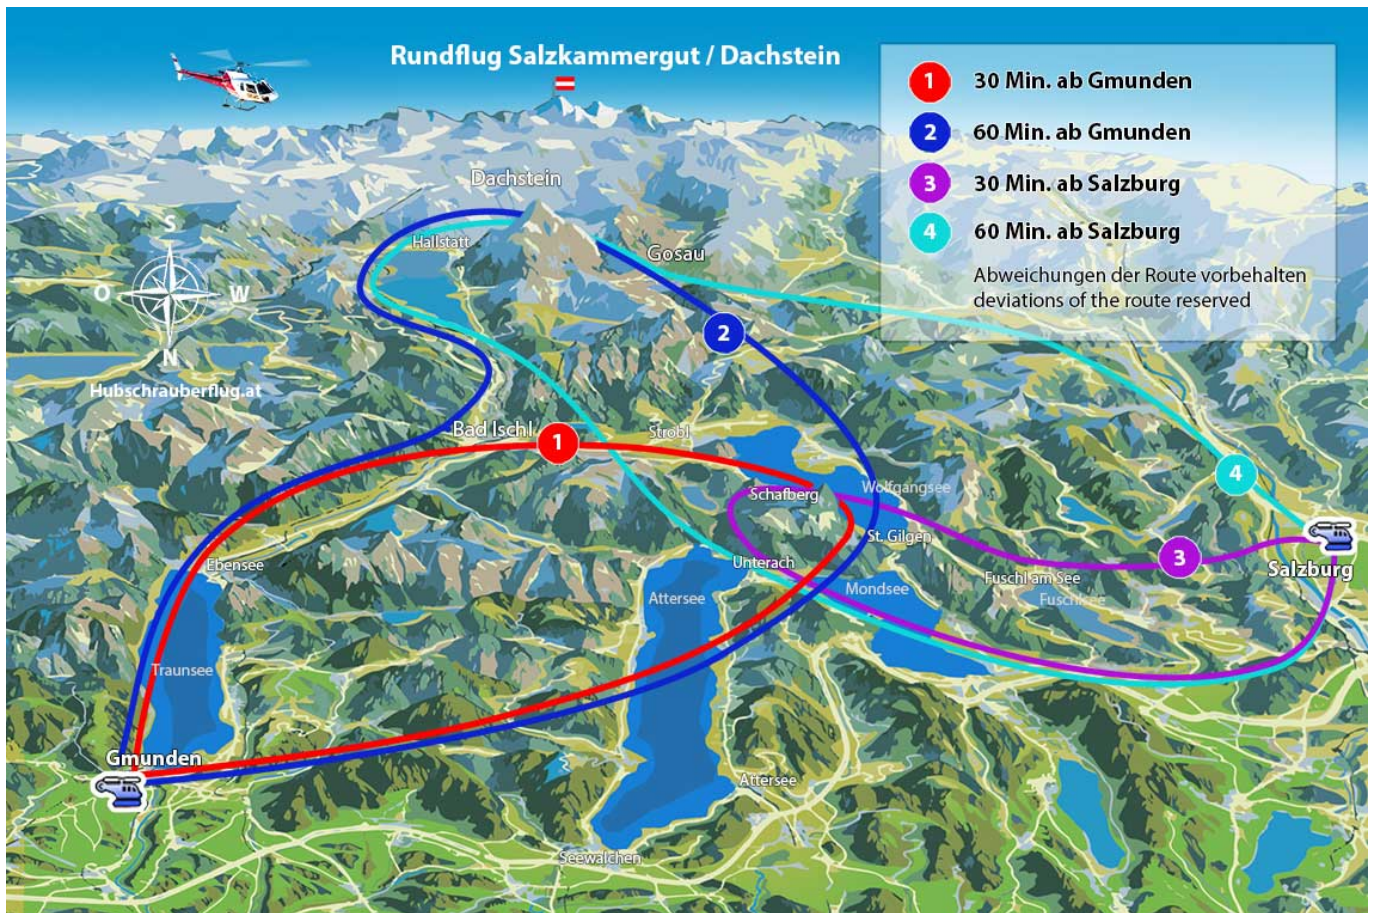 Rundflug Salzkammergut / Dachstein
1 30 Min. ab Gmunden
2 60 Min. ab Gmunden
3 30 Min. ab Salzburg
4 60 Min. ab Salzburg
Abweichungen der Route vorbehalten
deviations of the route reserved
Dachstein
S
Hallstatt
Gosau
O
W
2
N
Hubschrauberflug.at
Bad Ischl
1
Strobl
4
Schafberg
Wolfgangsee
St. Gilgen
3
Ebensee
Unterach
Salzburg
Fuschl am See
Mondsee
Attersee
Fuschlsee
Traunsee
Gmunden
Attersee
Seewalchen